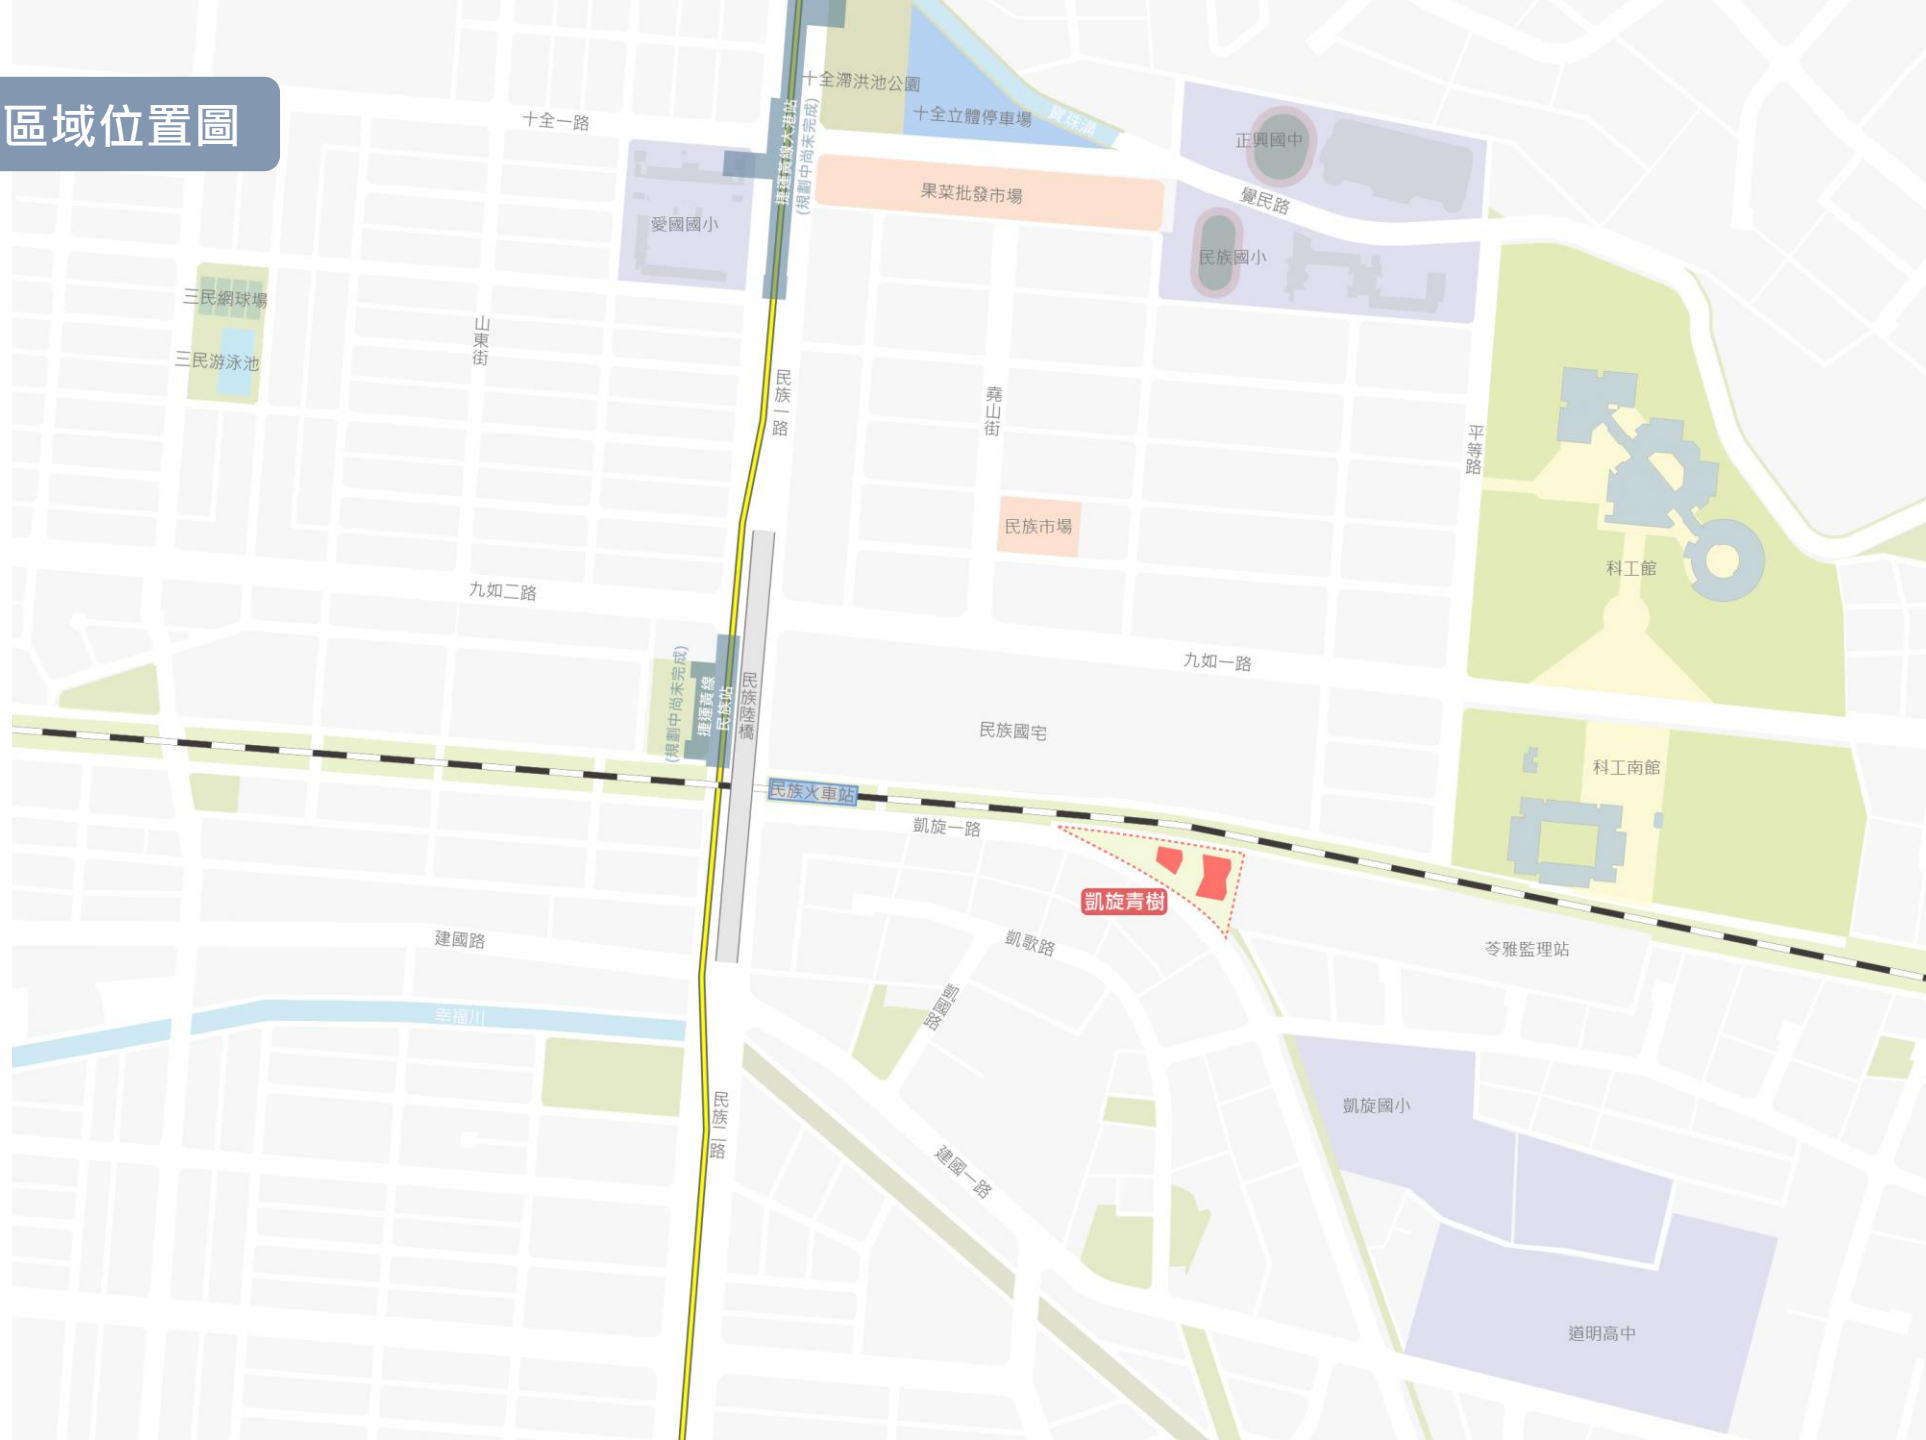 區域位置圖
十全滯洪池公園
十全一路
十全立體停車場
寶珠溝
捷運黃線大港站
(規劃中尚未完成)
正興國中
果菜批發市場
覺民路
愛國國小
民族國小
三民網球場
山東街
三民游泳池
民族一路
堯山街
平等路
民族市場
科工館
九如二路
九如一路
(規劃中尚未完成)
捷運黃線
民族站
民族陸橋
民族國宅
科工南館
民族火車站
凱旋一路
凱旋青樹
建國路
凱歌路
苓雅監理站
凱國路
幸福川
民族二路
凱旋國小
建國一路
道明高中